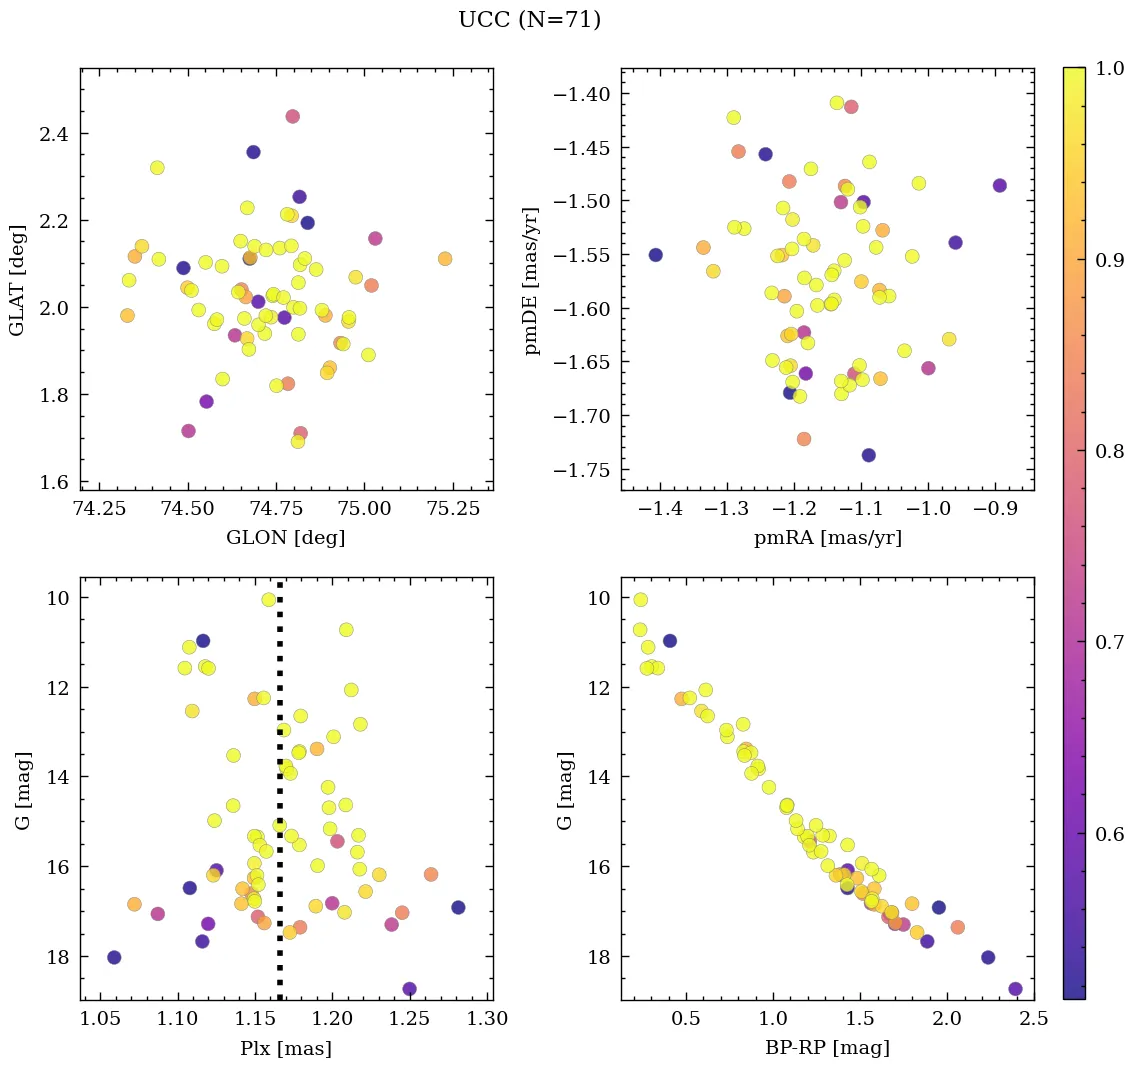 UCC (N=71)
2.4
2.2
2.0
1.8
1.6
GLAT [deg]
74.25 74.50 74.75 75.00 75.25
GLON [deg]
−1.40
−1.45
−1.50
−1.55
−1.60
−1.65
−1.70
−1.75
pmDE [mas/yr]
−1.4 −1.3 −1.2 −1.1 −1.0 −0.9
pmRA [mas/yr]
1.0
0.9
0.8
0.7
0.6
10
12
14
16
18
G [mag]
1.05 1.10 1.15 1.20 1.25 1.30
Plx [mas]
10
12
14
16
18
G [mag]
0.5 1.0 1.5 2.0 2.5
BP-RP [mag]